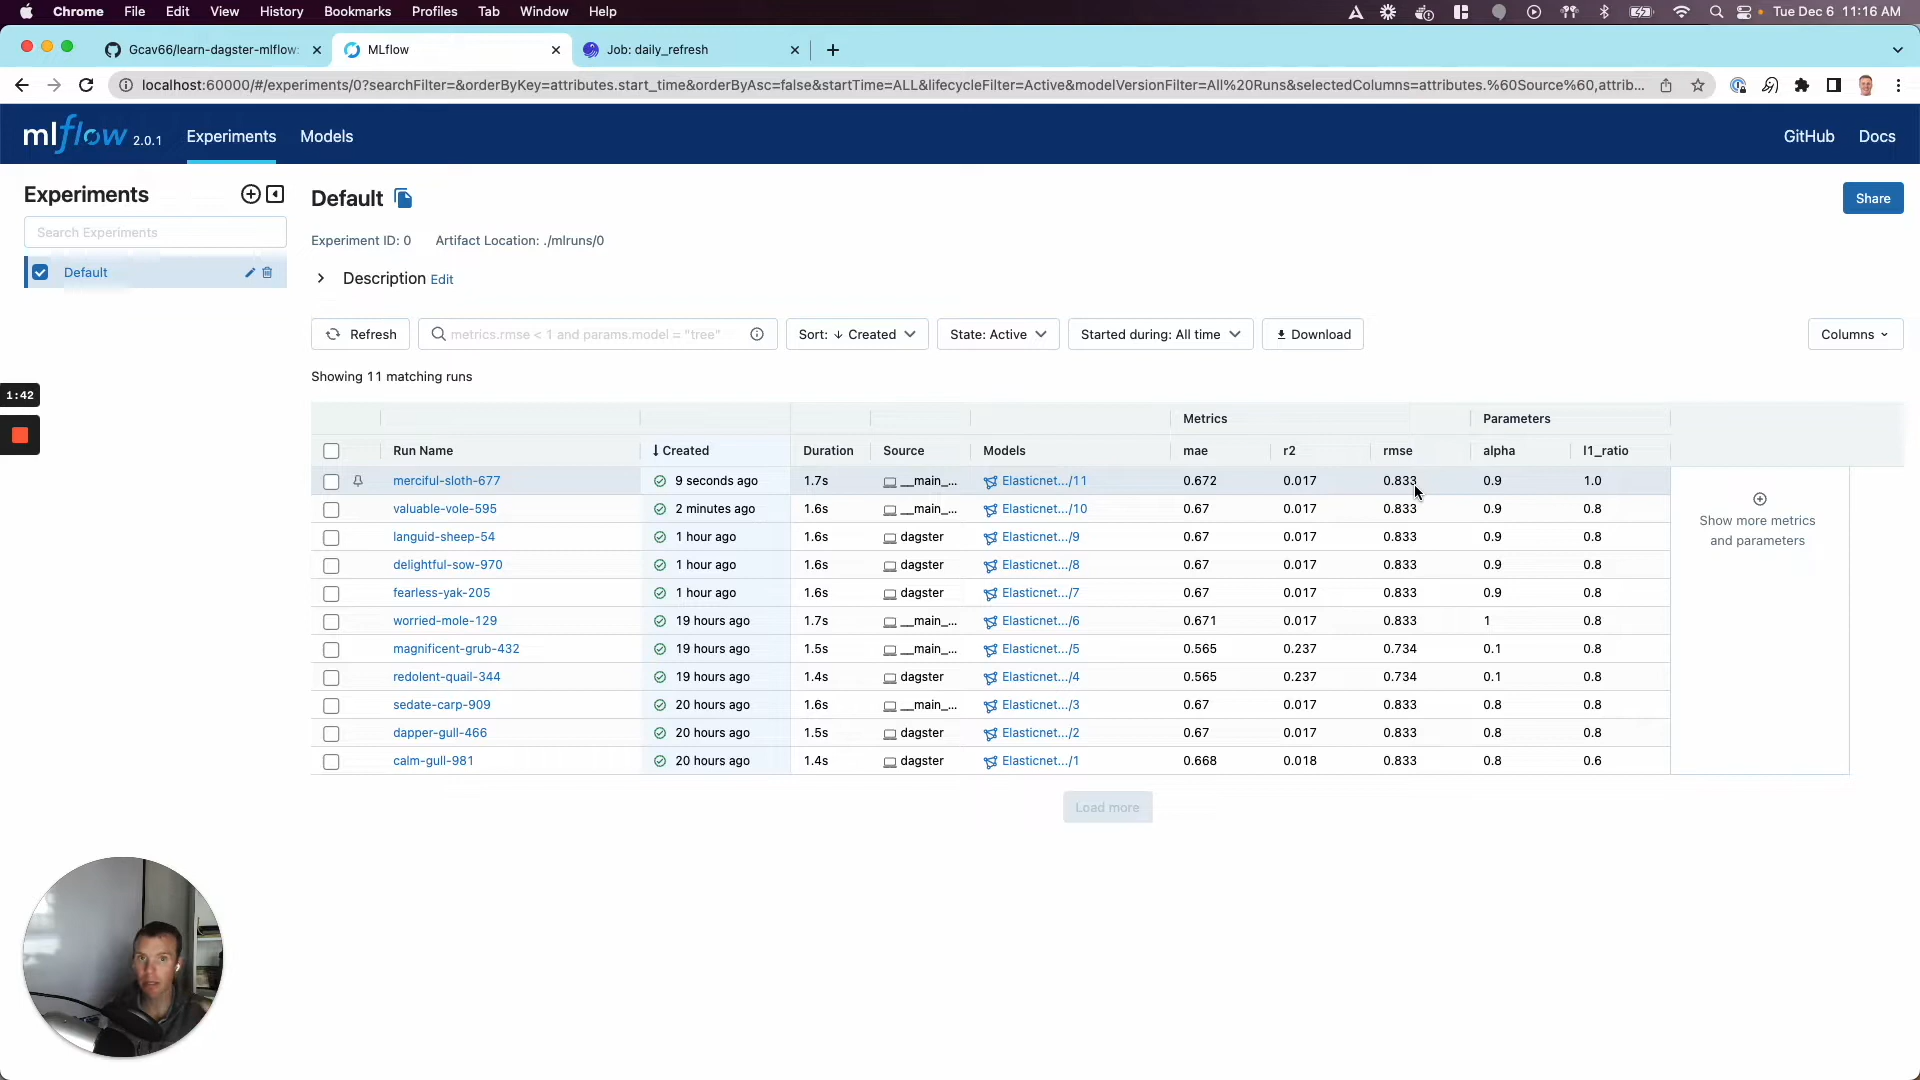 Chrome File Edit View History Bookmarks Profiles Tab Window Help Tue Dec 6 11:16 AM
Gcav66/learn-dagster-mlflow: MLflow Job: daily_refresh
localhost:60000/#/experiments/0?searchFilter=&orderByKey=attributes.start_time&orderByAsc=false&startTime=ALL&lifecycleFilter=Active&modelVersionFilter=All%20Runs&selectedColumns=attributes.%60Source%60,attrib...
mlflow 2.0.1 Experiments Models GitHub Docs
Experiments
Search Experiments
Default
Default
Share
Experiment ID: 0 Artifact Location: ./mlruns/0
Description Edit
Refresh metrics.rmse < 1 and params.model = "tree" Sort: ↓ Created State: Active Started during: All time Download Columns
Showing 11 matching runs
1:42
Metrics Parameters
Run Name ↓ Created Duration Source Models mae r2 rmse alpha l1_ratio
merciful-sloth-677 9 seconds ago 1.7s __main_... Elasticnet.../11 0.672 0.017 0.833 0.9 1.0
valuable-vole-595 2 minutes ago 1.6s __main_... Elasticnet.../10 0.67 0.017 0.833 0.9 0.8
languid-sheep-54 1 hour ago 1.6s dagster Elasticnet.../9 0.67 0.017 0.833 0.9 0.8
delightful-sow-970 1 hour ago 1.6s dagster Elasticnet.../8 0.67 0.017 0.833 0.9 0.8
fearless-yak-205 1 hour ago 1.6s dagster Elasticnet.../7 0.67 0.017 0.833 0.9 0.8
worried-mole-129 19 hours ago 1.7s __main_... Elasticnet.../6 0.671 0.017 0.833 1 0.8
magnificent-grub-432 19 hours ago 1.5s __main_... Elasticnet.../5 0.565 0.237 0.734 0.1 0.8
redolent-quail-344 19 hours ago 1.4s dagster Elasticnet.../4 0.565 0.237 0.734 0.1 0.8
sedate-carp-909 20 hours ago 1.6s __main_... Elasticnet.../3 0.67 0.017 0.833 0.8 0.8
dapper-gull-466 20 hours ago 1.5s dagster Elasticnet.../2 0.67 0.017 0.833 0.8 0.8
calm-gull-981 20 hours ago 1.4s dagster Elasticnet.../1 0.668 0.018 0.833 0.8 0.6
Show more metrics
and parameters
Load more